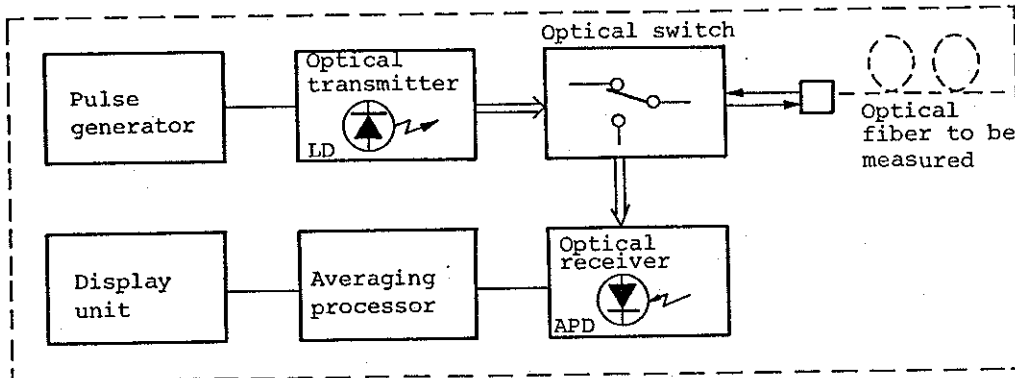 Pulse
generator
Optical
transmitter
LD
Optical switch
Optical
fiber to be
measured
Display
unit
Averaging
processor
Optical
receiver
APD